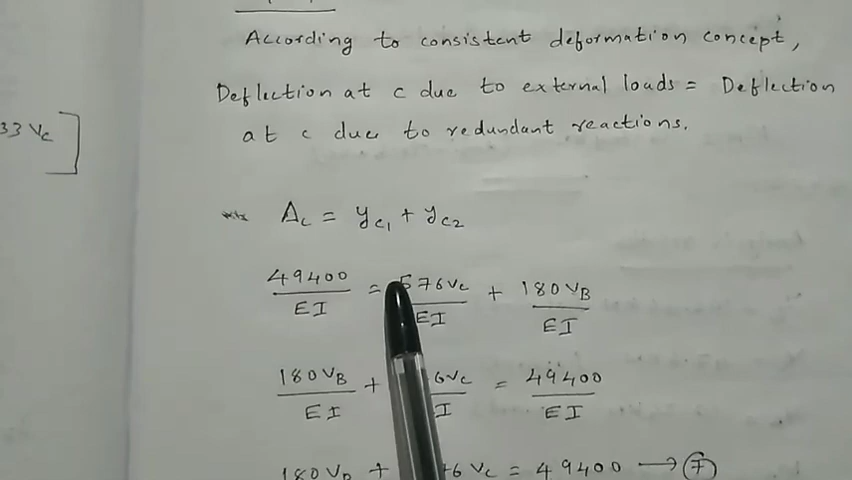 According to consistent deformation concept,
Deflection at c due to external loads = Deflection
at c due to redundant reactions.
33 Vc ]
Δc = yc1 + yc2
49400/EI = 576Vc/EI + 180VB/EI
180VB/EI + 6Vc/I = 49400/EI
180VB + 76 Vc = 49400 → 7